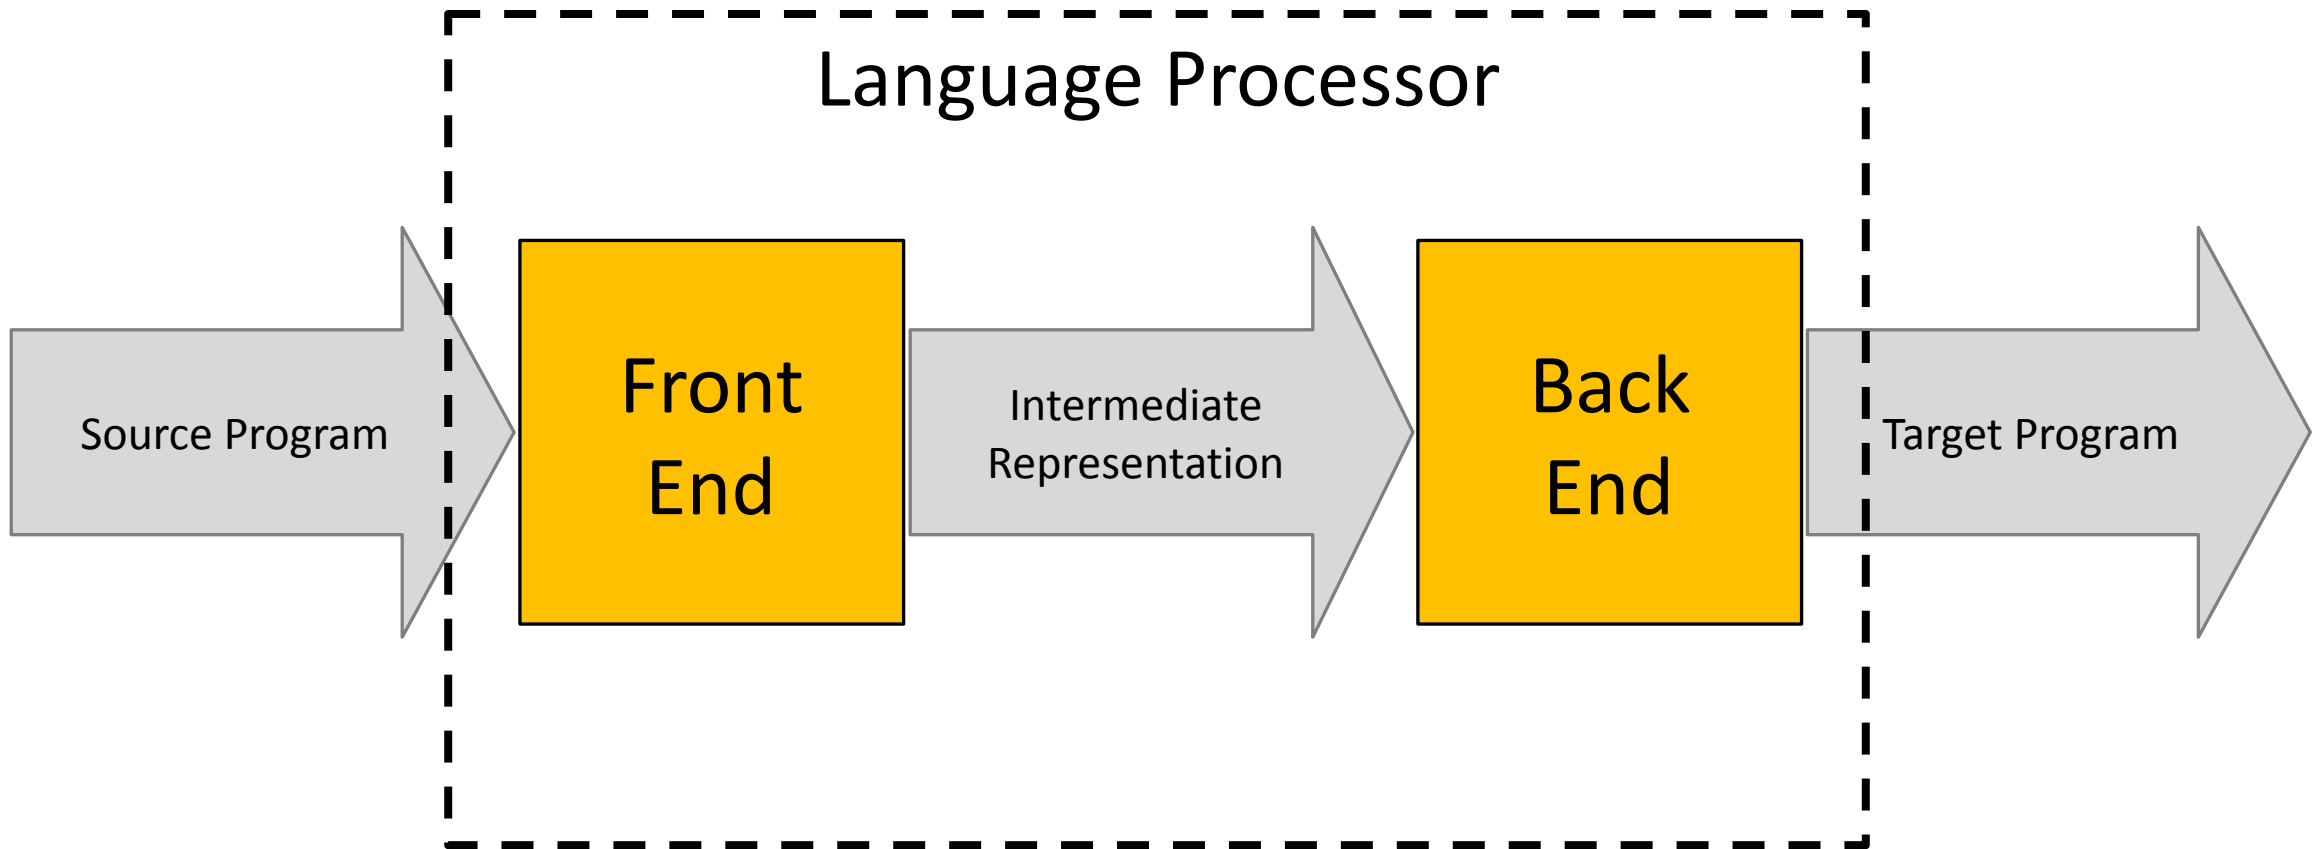 Language Processor
Source Program
Front
End
Intermediate
Representation
Back
End
Target Program